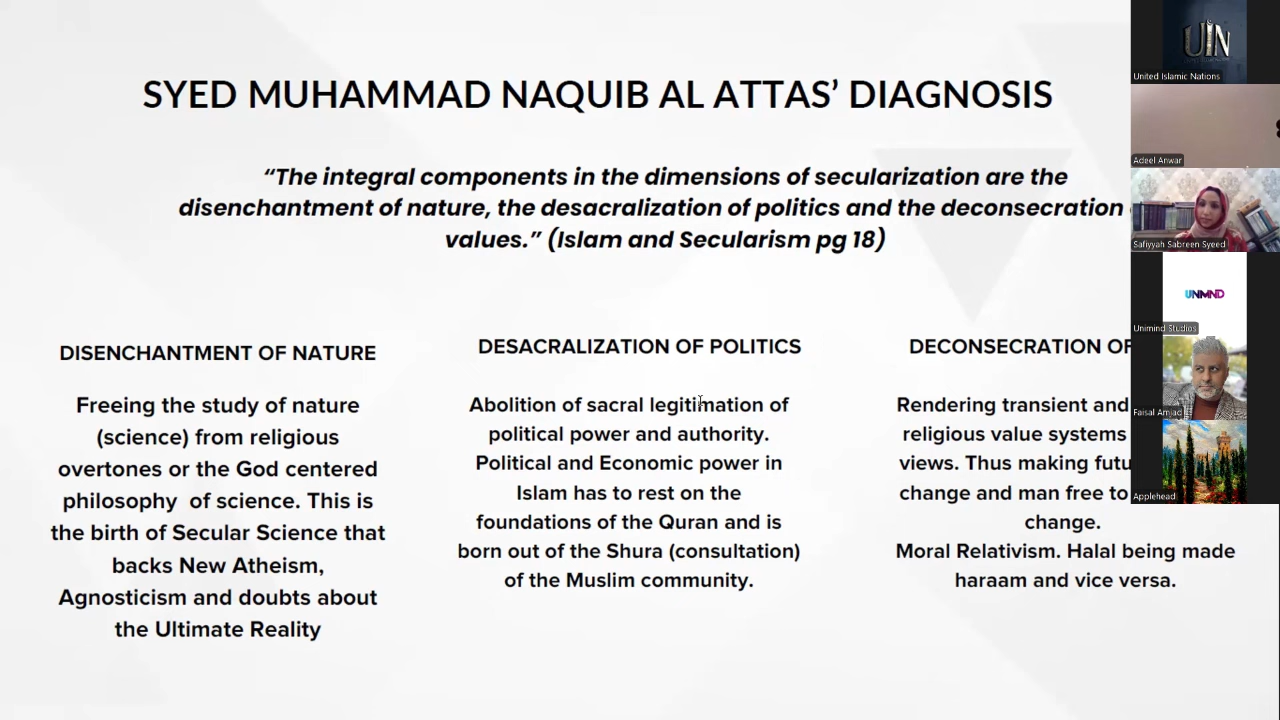 SYED MUHAMMAD NAQUIB AL ATTAS’ DIAGNOSIS
“The integral components in the dimensions of secularization are the
disenchantment of nature, the desacralization of politics and the deconsecration
values.” (Islam and Secularism pg 18)
DISENCHANTMENT OF NATURE
Freeing the study of nature
(science) from religious
overtones or the God centered
philosophy of science. This is
the birth of Secular Science that
backs New Atheism,
Agnosticism and doubts about
the Ultimate Reality
DESACRALIZATION OF POLITICS
Abolition of sacral legitimation of
political power and authority.
Political and Economic power in
Islam has to rest on the
foundations of the Quran and is
born out of the Shura (consultation)
of the Muslim community.
DECONSECRATION OF
Rendering transient and
religious value systems
views. Thus making
change and man free to
change.
Moral Relativism. Halal being made
haraam and vice versa.
UIN
United Islamic Nations
Adeel Anwar
Safiyyah Sabreen Syeed
UNMND
Unimind Studios
Faisal Amjad
Applehead